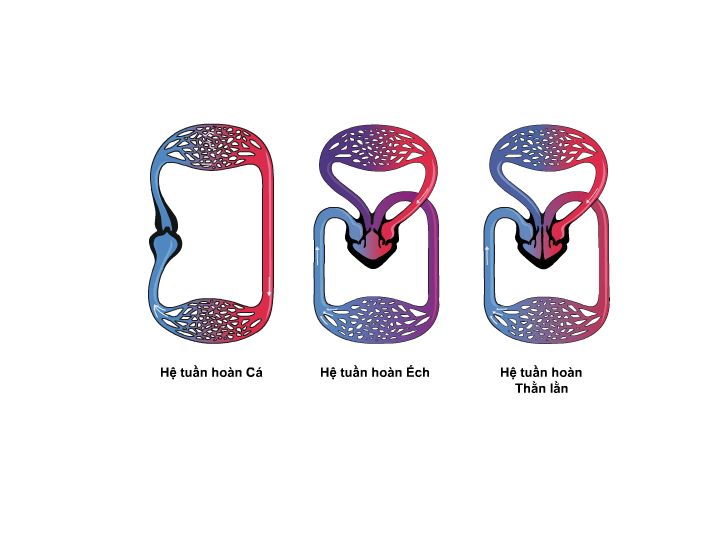 Hệ tuần hoàn Cá
Hệ tuần hoàn Ếch
Hệ tuần hoàn
Thằn lằn